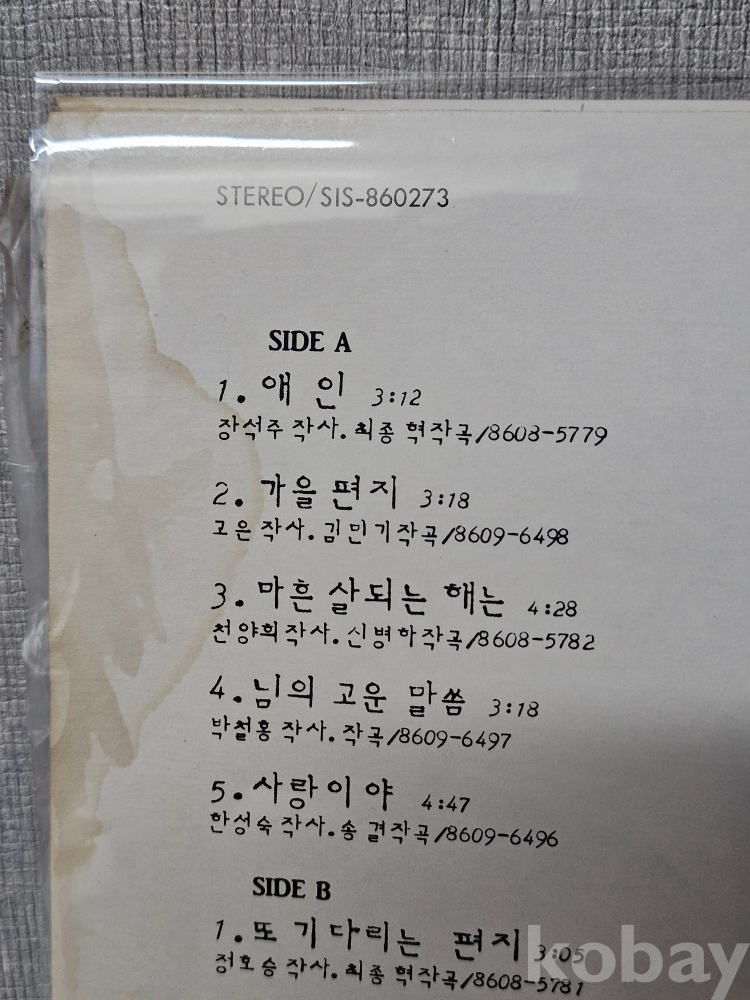 STEREO/SIS-860273
SIDE A
1. 애 인 3:12
장석주 작사. 최종 혁작곡/8608-5779
2. 가을 편지 3:18
고은 작사. 김민기작곡/8609-6498
3. 마흔 살되는 해는 4:28
천양희작사. 신병하작곡/8608-5782
4. 님의 고운 말씀 3:18
박철홍 작사. 작곡/8609-6497
5. 사랑이야 4:47
한성숙 작사. 송 결작곡/8609-6496
SIDE B
1. 또 기다리는 편지 3:05
정호승 작사. 최종 혁작곡/8608-5781
kobay